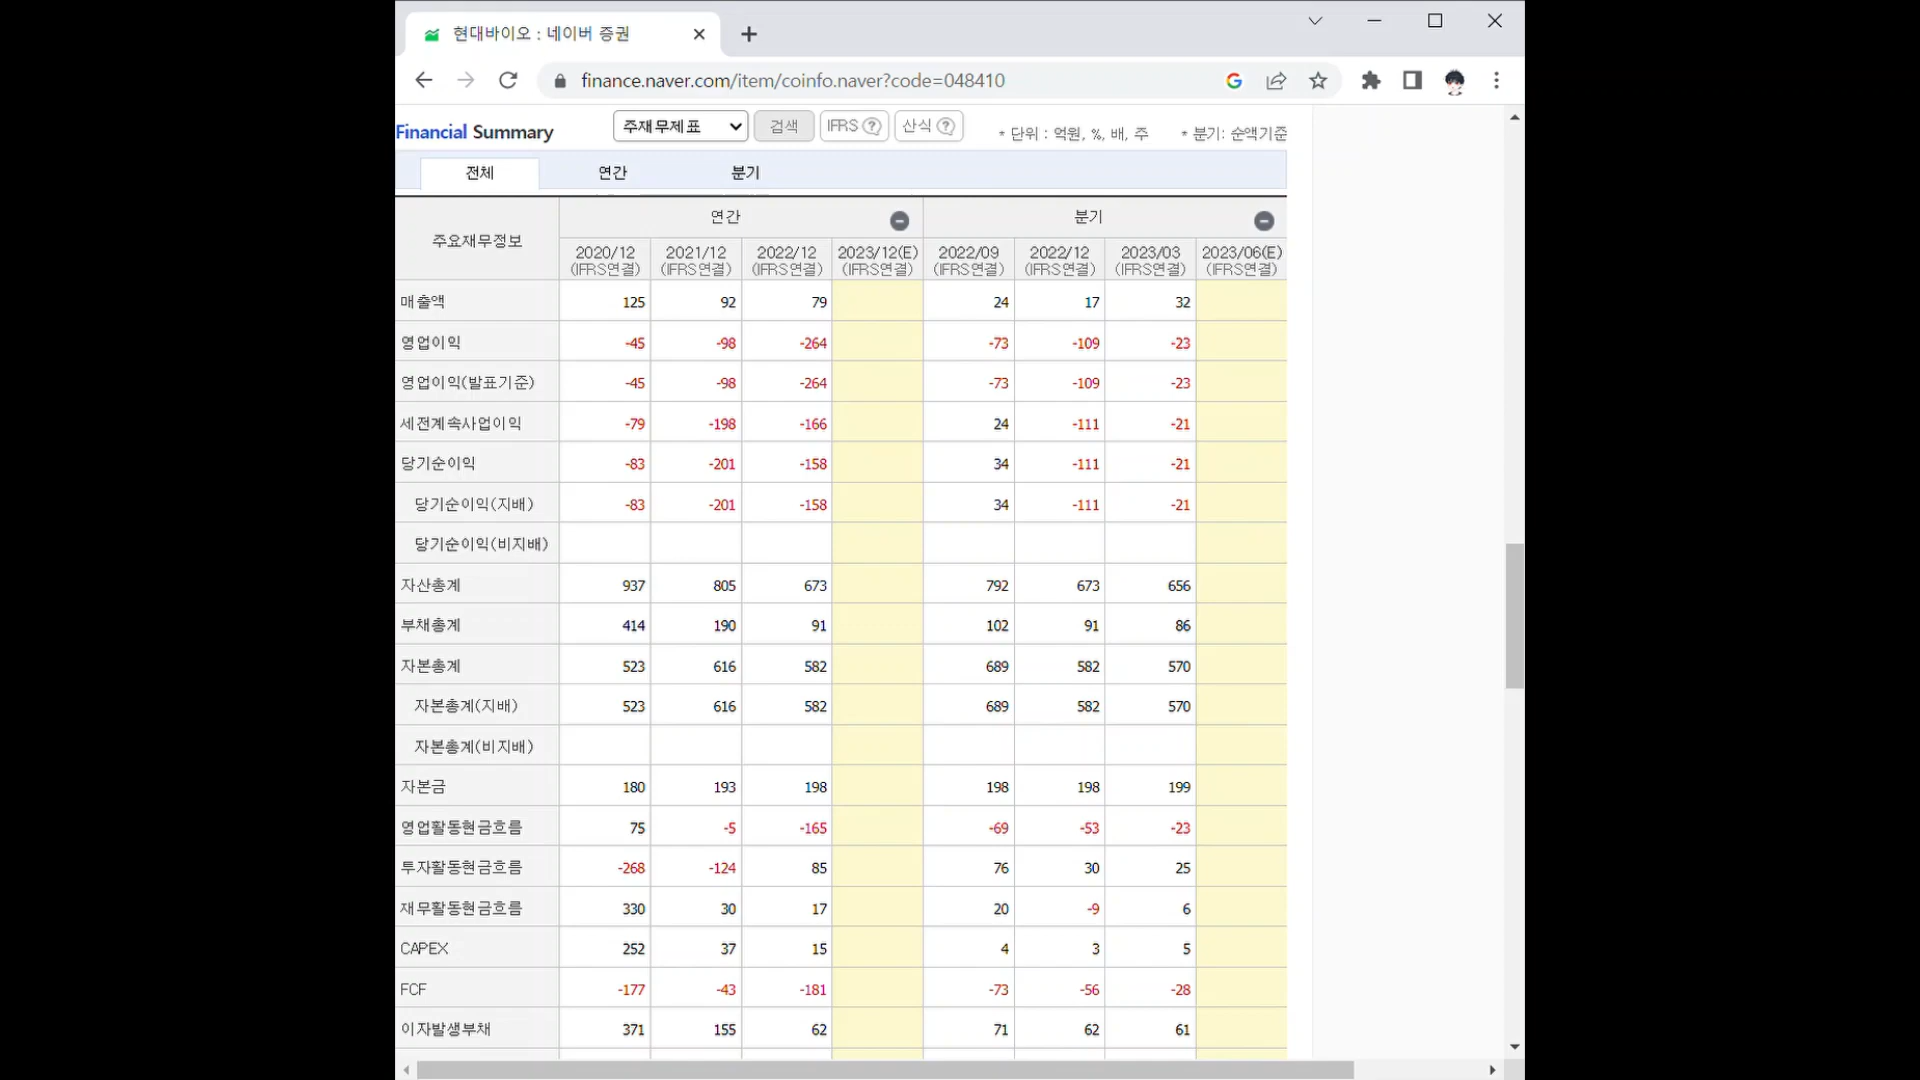 현대바이오 : 네이버 증권
finance.naver.com/item/coinfo.naver?code=048410
Financial Summary 주재무제표 검색 IFRS ? 산식 ? * 단위 : 억원, %, 배, 주 * 분기: 순액기준
전체 연간 분기
주요재무정보 연간 분기
2020/12 2021/12 2022/12 2023/12(E) 2022/09 2022/12 2023/03 2023/06(E)
(IFRS연결) (IFRS연결) (IFRS연결) (IFRS연결) (IFRS연결) (IFRS연결) (IFRS연결) (IFRS연결)
매출액 125 92 79 24 17 32
영업이익 -45 -98 -264 -73 -109 -23
영업이익(발표기준) -45 -98 -264 -73 -109 -23
세전계속사업이익 -79 -198 -166 24 -111 -21
당기순이익 -83 -201 -158 34 -111 -21
당기순이익(지배) -83 -201 -158 34 -111 -21
당기순이익(비지배)
자산총계 937 805 673 792 673 656
부채총계 414 190 91 102 91 86
자본총계 523 616 582 689 582 570
자본총계(지배) 523 616 582 689 582 570
자본총계(비지배)
자본금 180 193 198 198 198 199
영업활동현금흐름 75 -5 -165 -69 -53 -23
투자활동현금흐름 -268 -124 85 76 30 25
재무활동현금흐름 330 30 17 20 -9 6
CAPEX 252 37 15 4 3 5
FCF -177 -43 -181 -73 -56 -28
이자발생부채 371 155 62 71 62 61